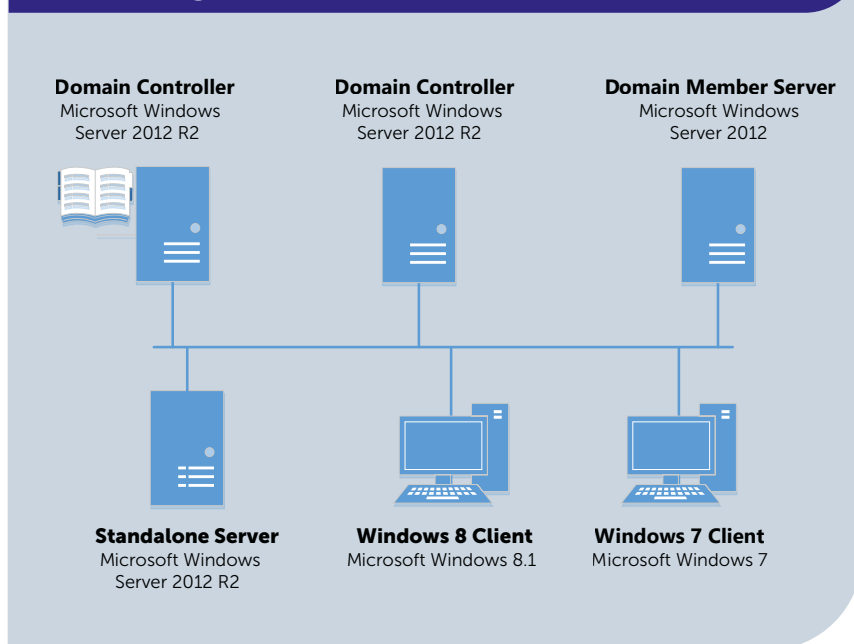 Domain Controller
Microsoft Windows
Server 2012 R2
Domain Controller
Microsoft Windows
Server 2012 R2
Domain Member Server
Microsoft Windows
Server 2012
Standalone Server
Microsoft Windows
Server 2012 R2
Windows 8 Client
Microsoft Windows 8.1
Windows 7 Client
Microsoft Windows 7